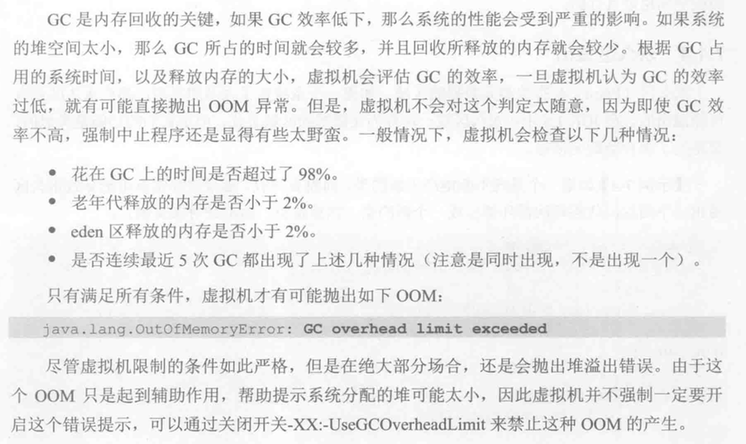 GC 是内存回收的关键，如果 GC 效率低下，那么系统的性能会受到严重的影响。如果系统
的堆空间太小，那么 GC 所占的时间就会较多，并且回收所释放的内存就会较少。根据 GC 占
用的系统时间，以及释放内存的大小，虚拟机会评估 GC 的效率，一旦虚拟机认为 GC 的效率
过低，就有可能直接抛出 OOM 异常。但是，虚拟机不会对这个判定太随意，因为即使 GC 效
率不高，强制中止程序还是显得有些太野蛮。一般情况下，虚拟机会检查以下几种情况：
● 花在 GC 上的时间是否超过了 98%。
● 老年代释放的内存是否小于 2%。
● eden 区释放的内存是否小于 2%。
● 是否连续最近 5 次 GC 都出现了上述几种情况（注意是同时出现，不是出现一个）。
只有满足所有条件，虚拟机才有可能抛出如下 OOM：
java.lang.OutOfMemoryError: GC overhead limit exceeded
尽管虚拟机限制的条件如此严格，但是在绝大部分场合，还是会抛出堆溢出错误。由于这
个 OOM 只是起到辅助作用，帮助提示系统分配的堆可能太小，因此虚拟机并不强制一定要开
启这个错误提示，可以通过关闭开关-XX:-UseGCOverheadLimit 来禁止这种 OOM 的产生。